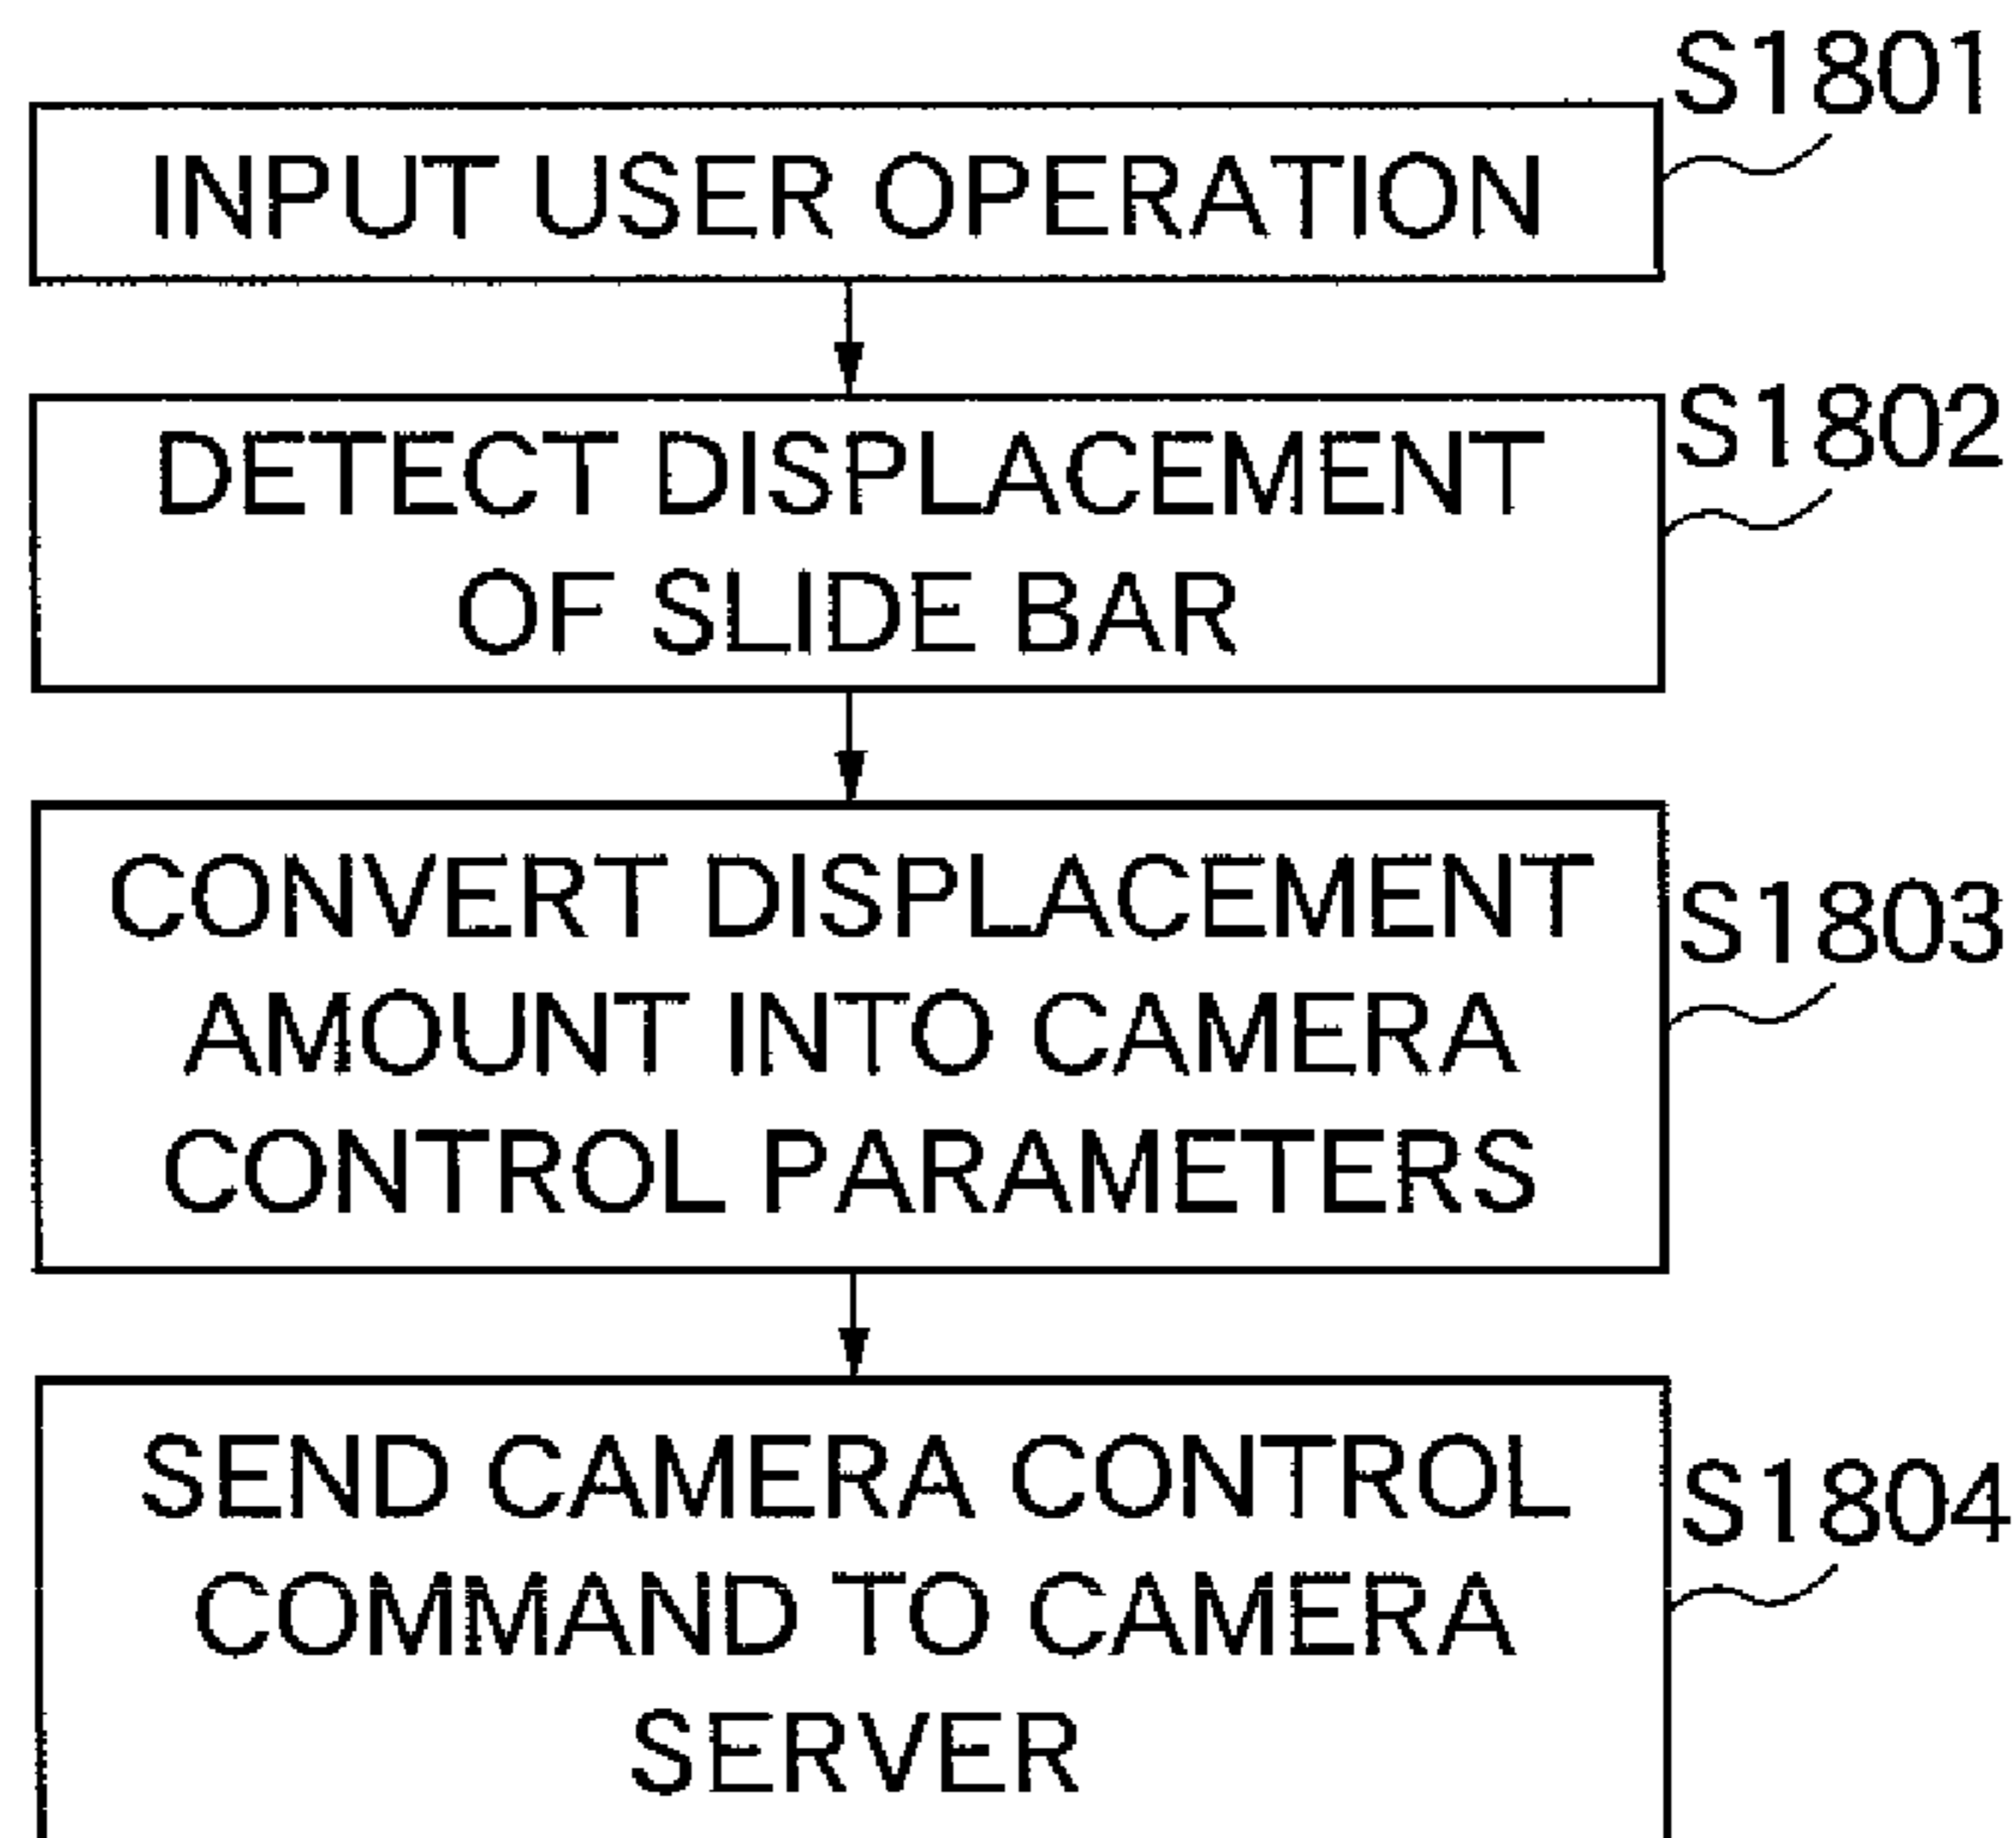 S1801
INPUT USER OPERATION
S1802
DETECT DISPLACEMENT
OF SLIDE BAR
CONVERT DISPLACEMENT
S1803
AMOUNT INTO CAMERA
CONTROL PARAMETERS
SEND CAMERA CONTROL
S1804
COMMAND TO CAMERA
SERVER